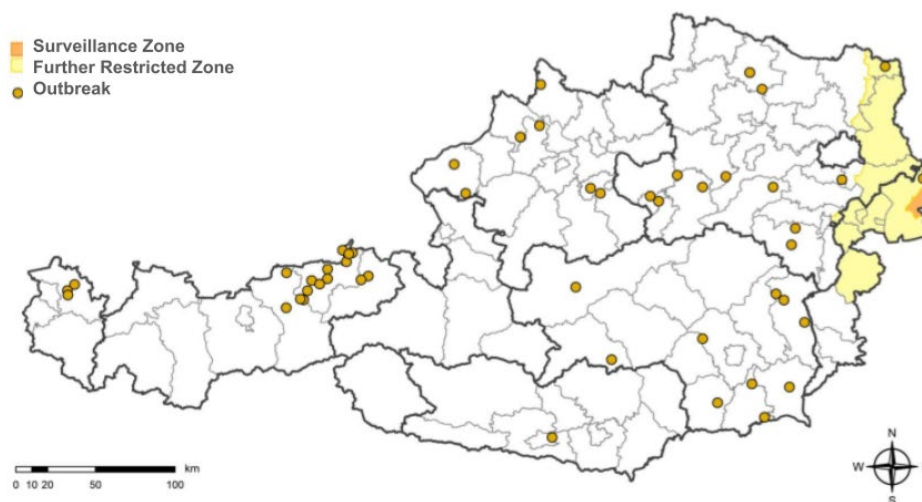 Surveillance Zone
Further Restricted Zone
Outbreak
N
W
E
S
km
0 10 20 50 100